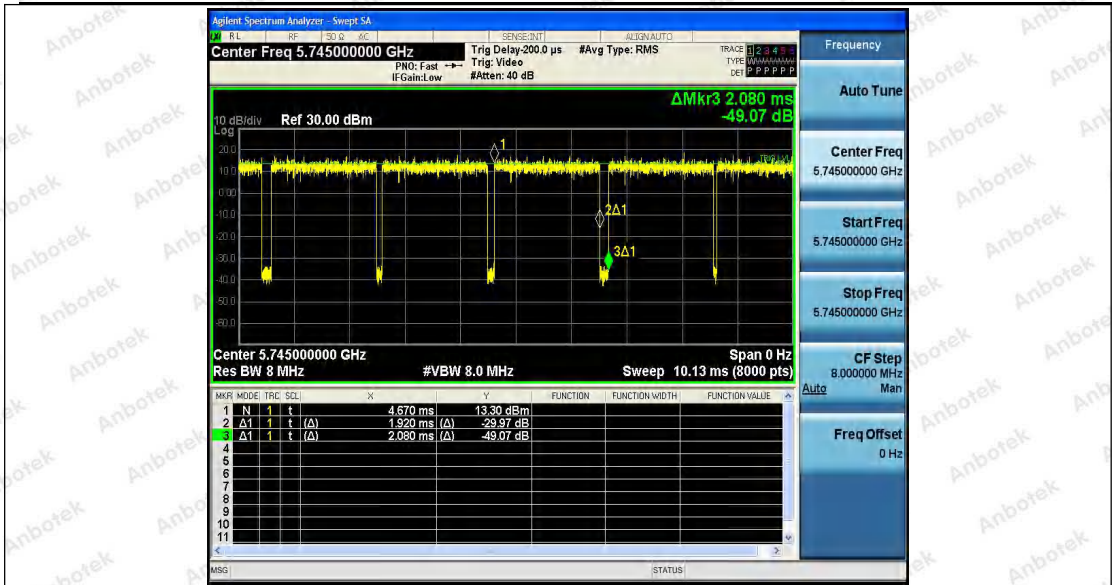 Agilent Spectrum Analyzer - Swept SA
RL RF 50 Ω AC SENSE:INT ALIGN AUTO
Center Freq 5.745000000 GHz
PNO: Fast
IFGain:Low
Trig Delay-200.0 µs
Trig: Video
#Atten: 40 dB
#Avg Type: RMS
TRACE 1 2 3 4 5 6
TYPE
DET P P P P P P
ΔMkr3 2.080 ms
-49.07 dB
10 dB/div Ref 30.00 dBm
Log
20.0
10.0
0.00
-10.0
-20.0
-30.0
-40.0
-50.0
-60.0
1
2Δ1
3Δ1
Center 5.745000000 GHz Span 0 Hz
Res BW 8 MHz #VBW 8.0 MHz Sweep 10.13 ms (8000 pts)
MKR MODE TRC SCL X Y FUNCTION FUNCTION WIDTH FUNCTION VALUE
1 N 1 t 4.670 ms 13.30 dBm
2 Δ1 1 t (Δ) 1.920 ms (Δ) -29.97 dB
3 Δ1 1 t (Δ) 2.080 ms (Δ) -49.07 dB
4
5
6
7
8
9
10
11
MSG STATUS
Frequency
Auto Tune
Center Freq
5.745000000 GHz
Start Freq
5.745000000 GHz
Stop Freq
5.745000000 GHz
CF Step
8.000000 MHz
Auto Man
Freq Offset
0 Hz
Anbotek